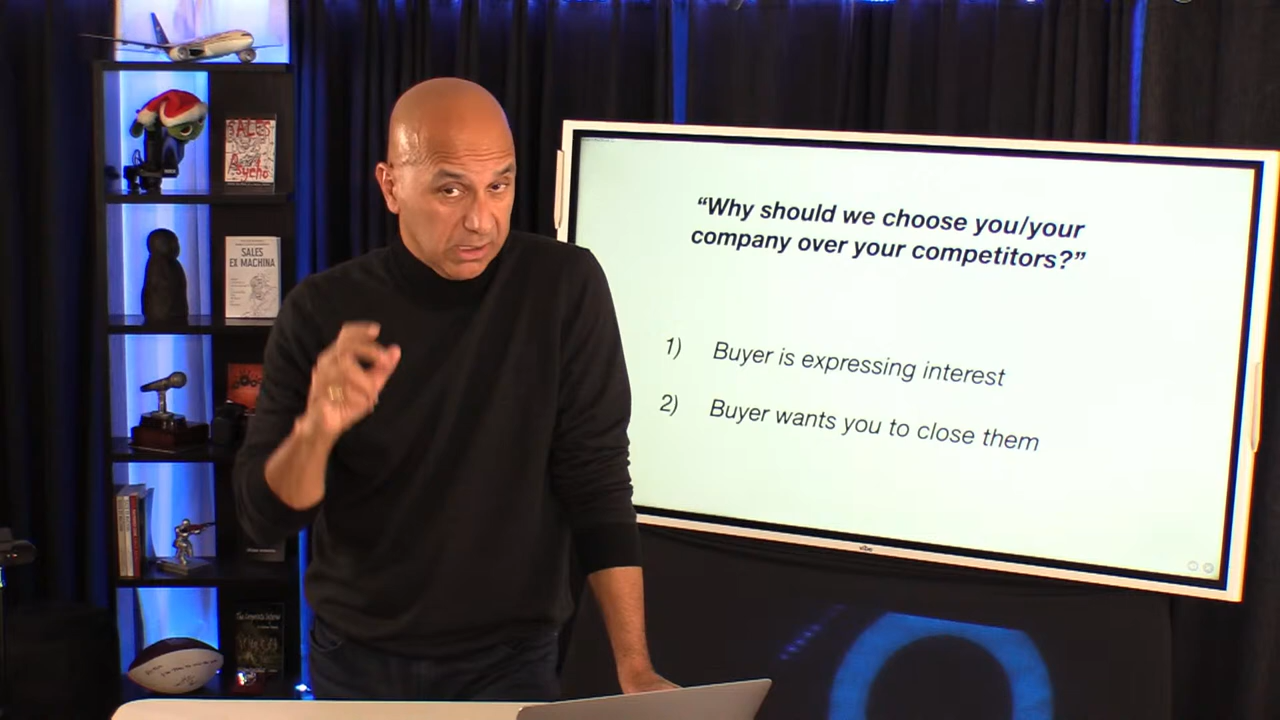 “Why should we choose you/your
company over your competitors?”
1) Buyer is expressing interest
2) Buyer wants you to close them
vibe
SALES
Psycho
SALES
EX MACHINA